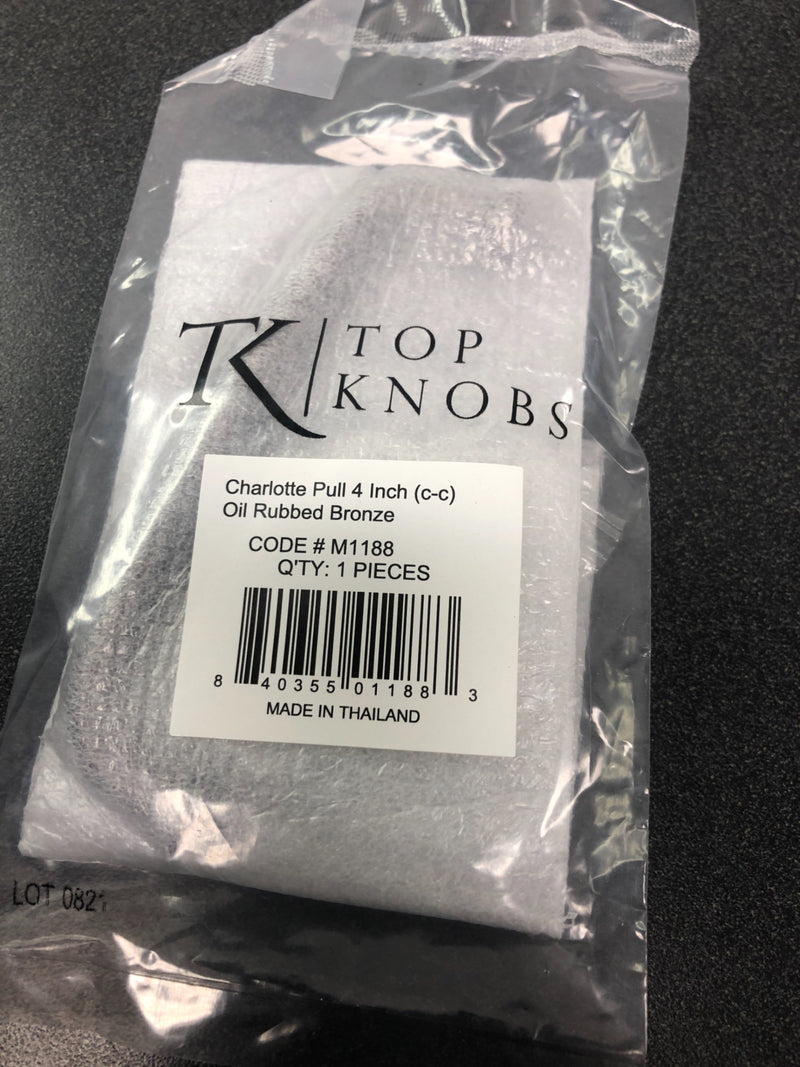 TK | TOP
KNOBS
Charlotte Pull 4 Inch (c-c)
Oil Rubbed Bronze
CODE # M1188
Q'TY: 1 PIECES
8 40355 01188 3
MADE IN THAILAND
LOT